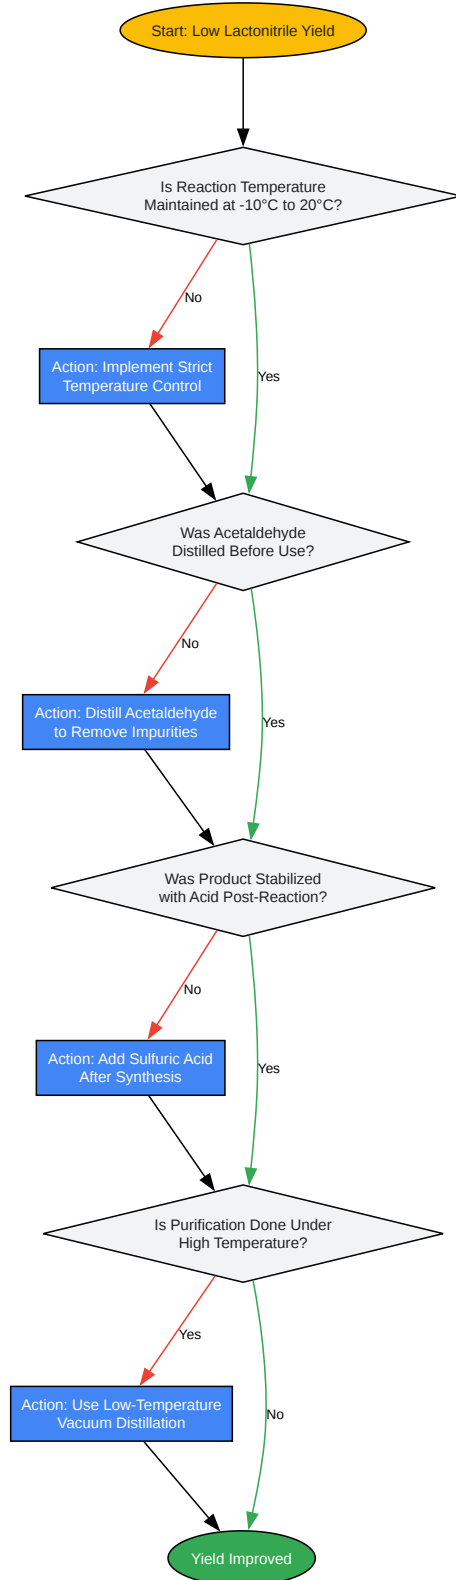 Start: Low Lactonitrile Yield
Is Reaction Temperature
Maintained at -10°C to 20°C?
No
Action: Implement Strict
Temperature Control
Yes
Was Acetaldehyde
Distilled Before Use?
No
Action: Distill Acetaldehyde
to Remove Impurities
Yes
Was Product Stabilized
with Acid Post-Reaction?
No
Action: Add Sulfuric Acid
After Synthesis
Yes
Is Purification Done Under
High Temperature?
Yes
Action: Use Low-Temperature
Vacuum Distillation
No
Yield Improved